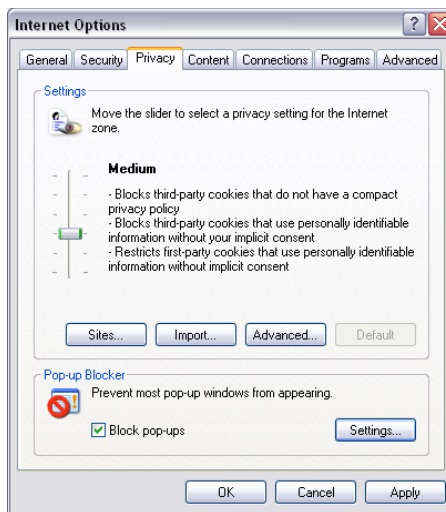 Internet Options
General Security Privacy Content Connections Programs Advanced
Settings
Move the slider to select a privacy setting for the Internet
zone.
Medium
- Blocks third-party cookies that do not have a compact
privacy policy
- Blocks third-party cookies that use personally identifiable
information without your implicit consent
- Restricts first-party cookies that use personally identifiable
information without implicit consent
Sites... Import... Advanced... Default
Pop-up Blocker
Prevent most pop-up windows from appearing.
Block pop-ups Settings...
OK Cancel Apply